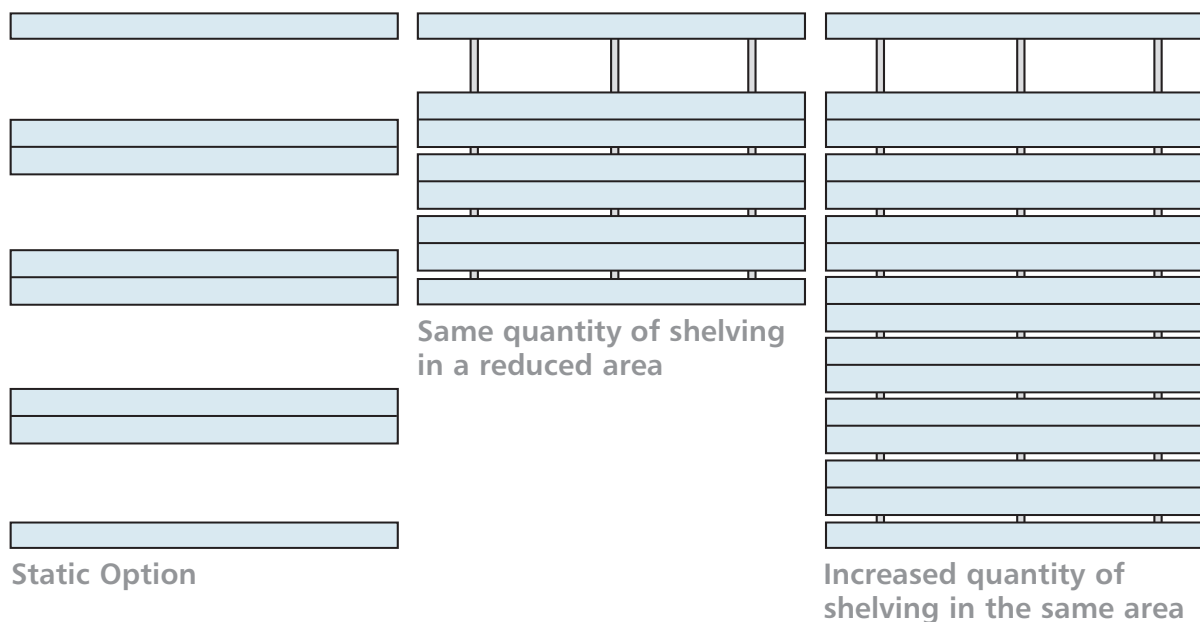 Static Option
Same quantity of shelving
in a reduced area
Increased quantity of
shelving in the same area